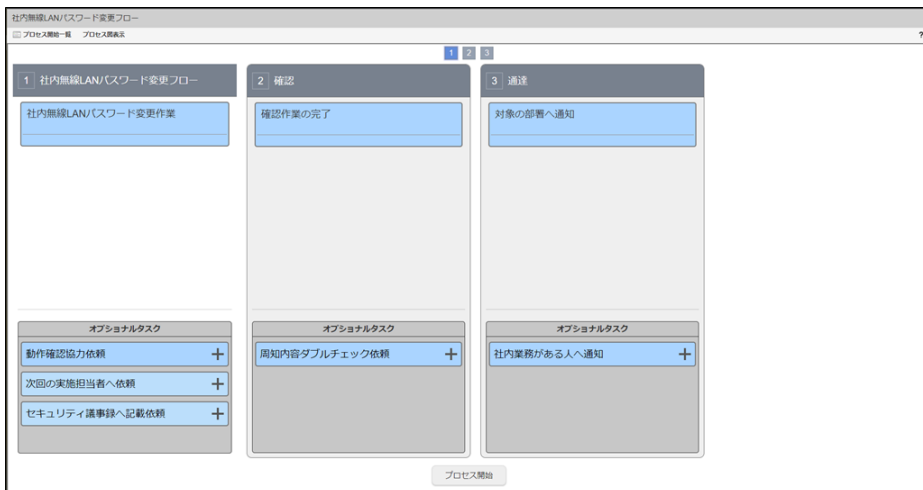 社内無線LANパスワード変更フロー
プロセス開始一覧 プロセス図表示
?
1 2 3
1 社内無線LANパスワード変更フロー
社内無線LANパスワード変更作業
オプショナルタスク
動作確認協力依頼 +
次回の実施担当者へ依頼 +
セキュリティ議事録へ記載依頼 +
2 確認
確認作業の完了
オプショナルタスク
周知内容ダブルチェック依頼 +
3 通達
対象の部署へ通知
オプショナルタスク
社内業務がある人へ通知 +
プロセス開始